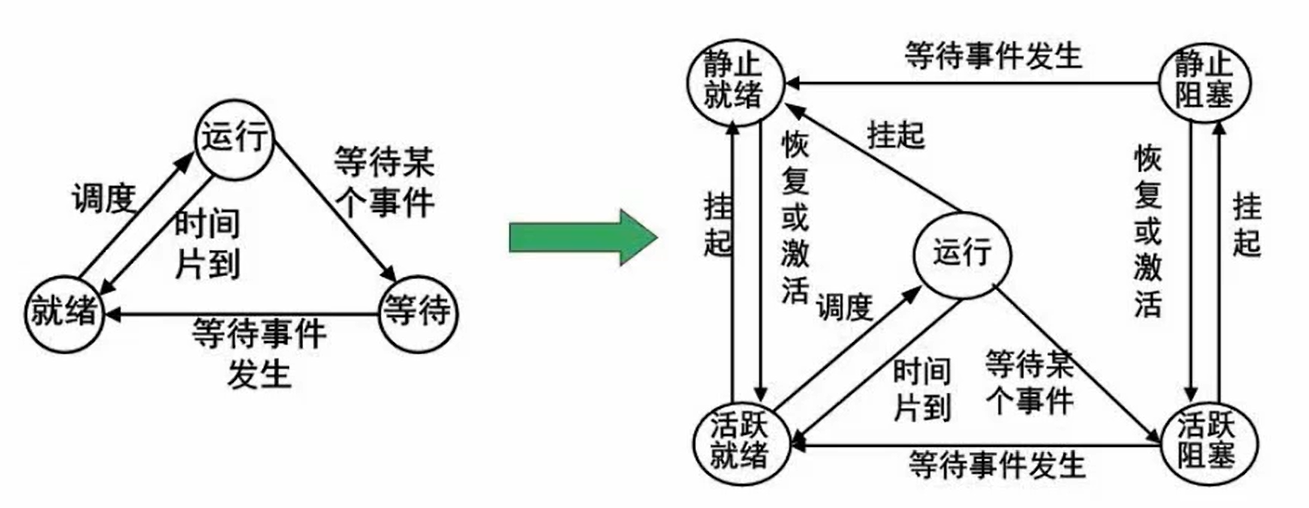 运行
调度
等待某
个事件
时间
片到
就绪
等待
等待事件
发生
静止
就绪
等待事件发生
静止
阻塞
挂起
恢
复
或
激
活
挂
起
恢
复
或
激
活
挂
起
运行
调度
时间
片到
等待某
个事件
活跃
就绪
等待事件发生
活跃
阻塞